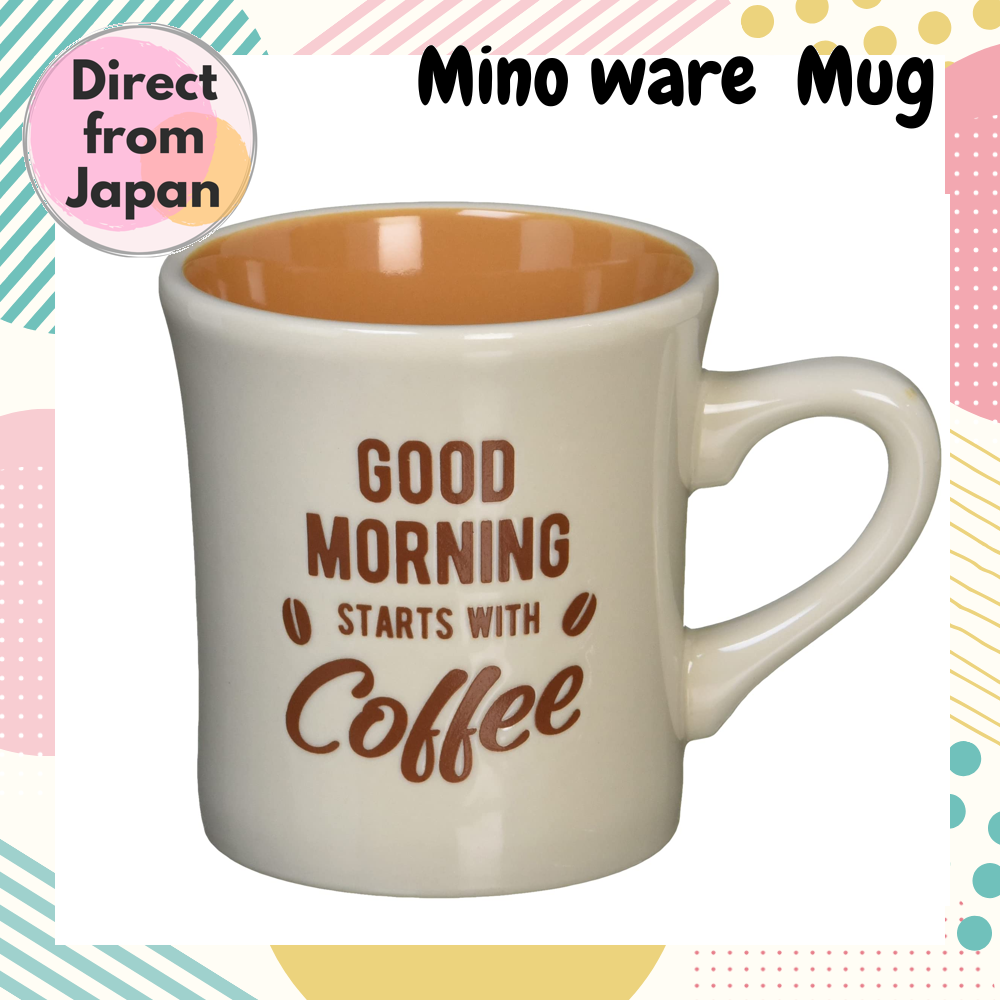 Direct
from
Japan
Mino ware Mug
GOOD
MORNING
STARTS WITH
Coffee